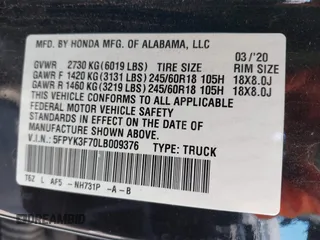 MFD. BY HONDA MFG. OF ALABAMA, LLC
03/'20
GVWR 2730 KG(6019 LBS) TIRE SIZE RIM SIZE
GAWR F 1420 KG(3131 LBS)245/60R18 105H 18X8.0J
GAWR R 1460 KG(3219 LBS)245/60R18 105H 18X8.0J
THIS VEHICLE CONFORMS TO ALL APPLICABLE
FEDERAL MOTOR VEHICLE SAFETY
STANDARDS IN EFFECT ON THE DATE OF
MANUFACTURE SHOWN ABOVE.
V.I.N.: 5FPYK3F70LB009376 TYPE: TRUCK
T6Z L AF5 -NH731P -A-B
DREAMBID